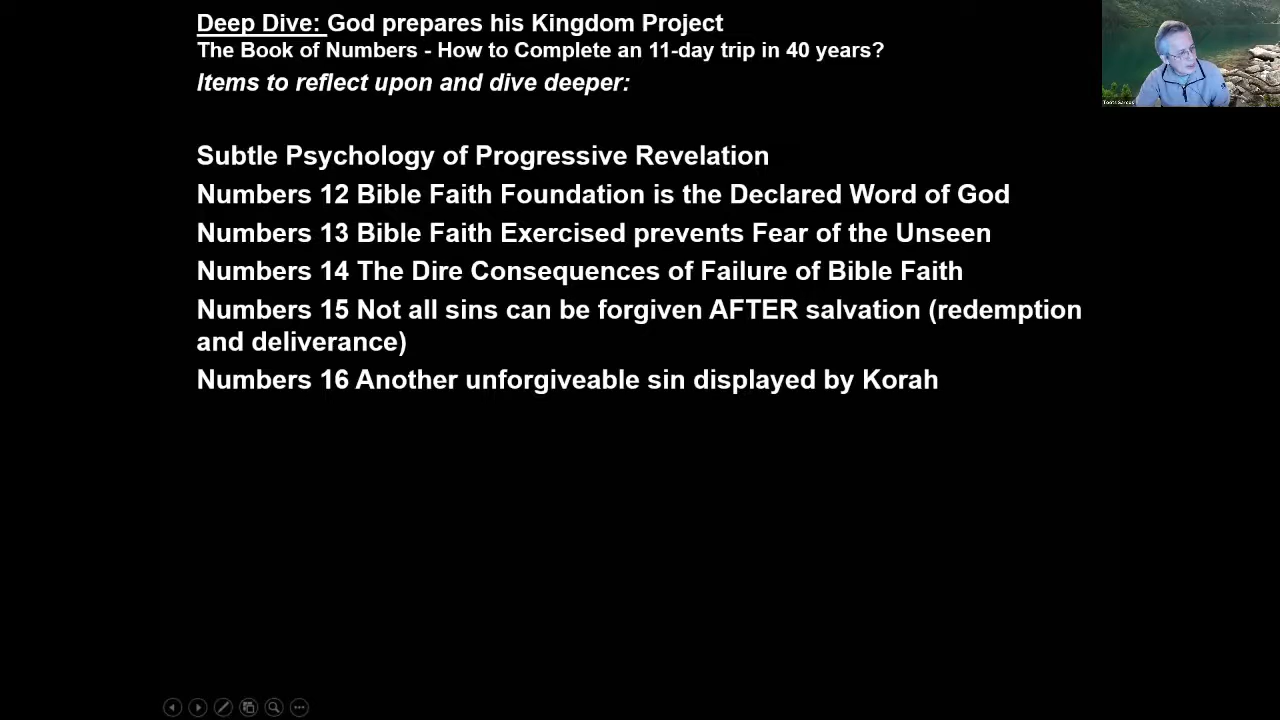 Deep Dive: God prepares his Kingdom Project
The Book of Numbers - How to Complete an 11-day trip in 40 years?
Items to reflect upon and dive deeper:
Subtle Psychology of Progressive Revelation
Numbers 12 Bible Faith Foundation is the Declared Word of God
Numbers 13 Bible Faith Exercised prevents Fear of the Unseen
Numbers 14 The Dire Consequences of Failure of Bible Faith
Numbers 15 Not all sins can be forgiven AFTER salvation (redemption
and deliverance)
Numbers 16 Another unforgiveable sin displayed by Korah